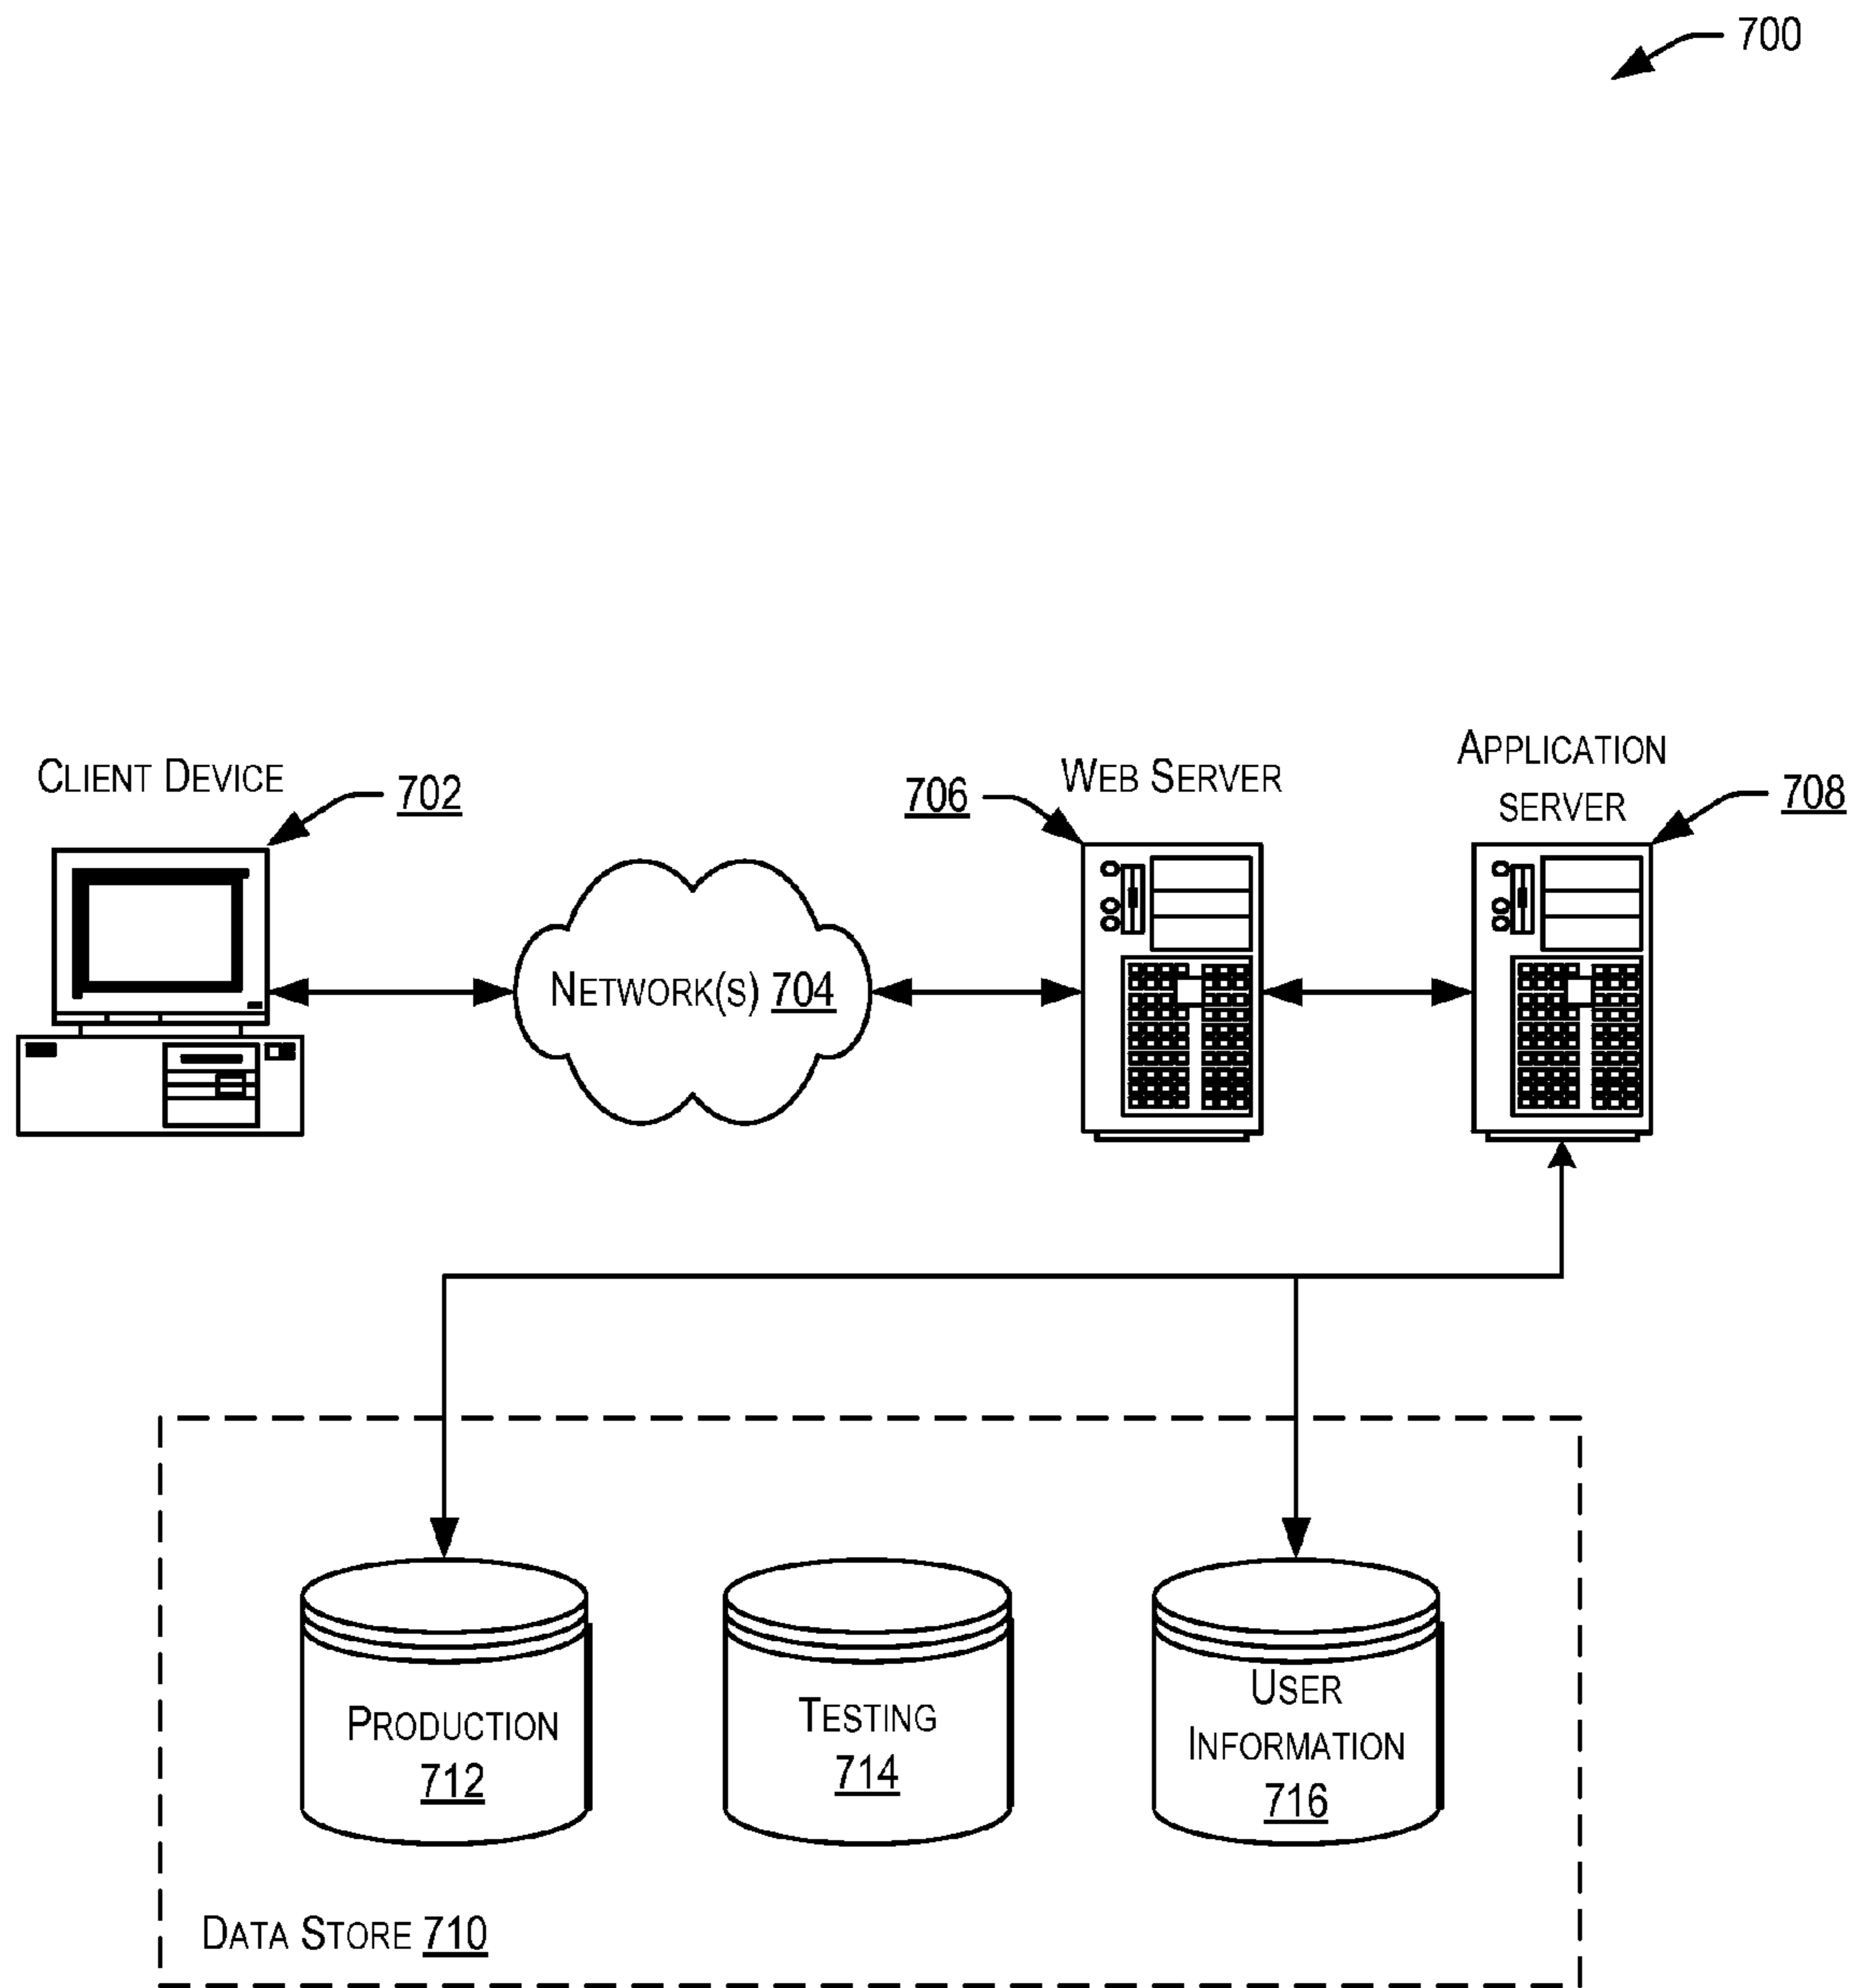 700
CLIENT DEVICE
702
706
WEB SERVER
APPLICATION
SERVER
708
NETWORK(S) 704
PRODUCTION
712
TESTING
714
USER
INFORMATION
716
DATA STORE 710